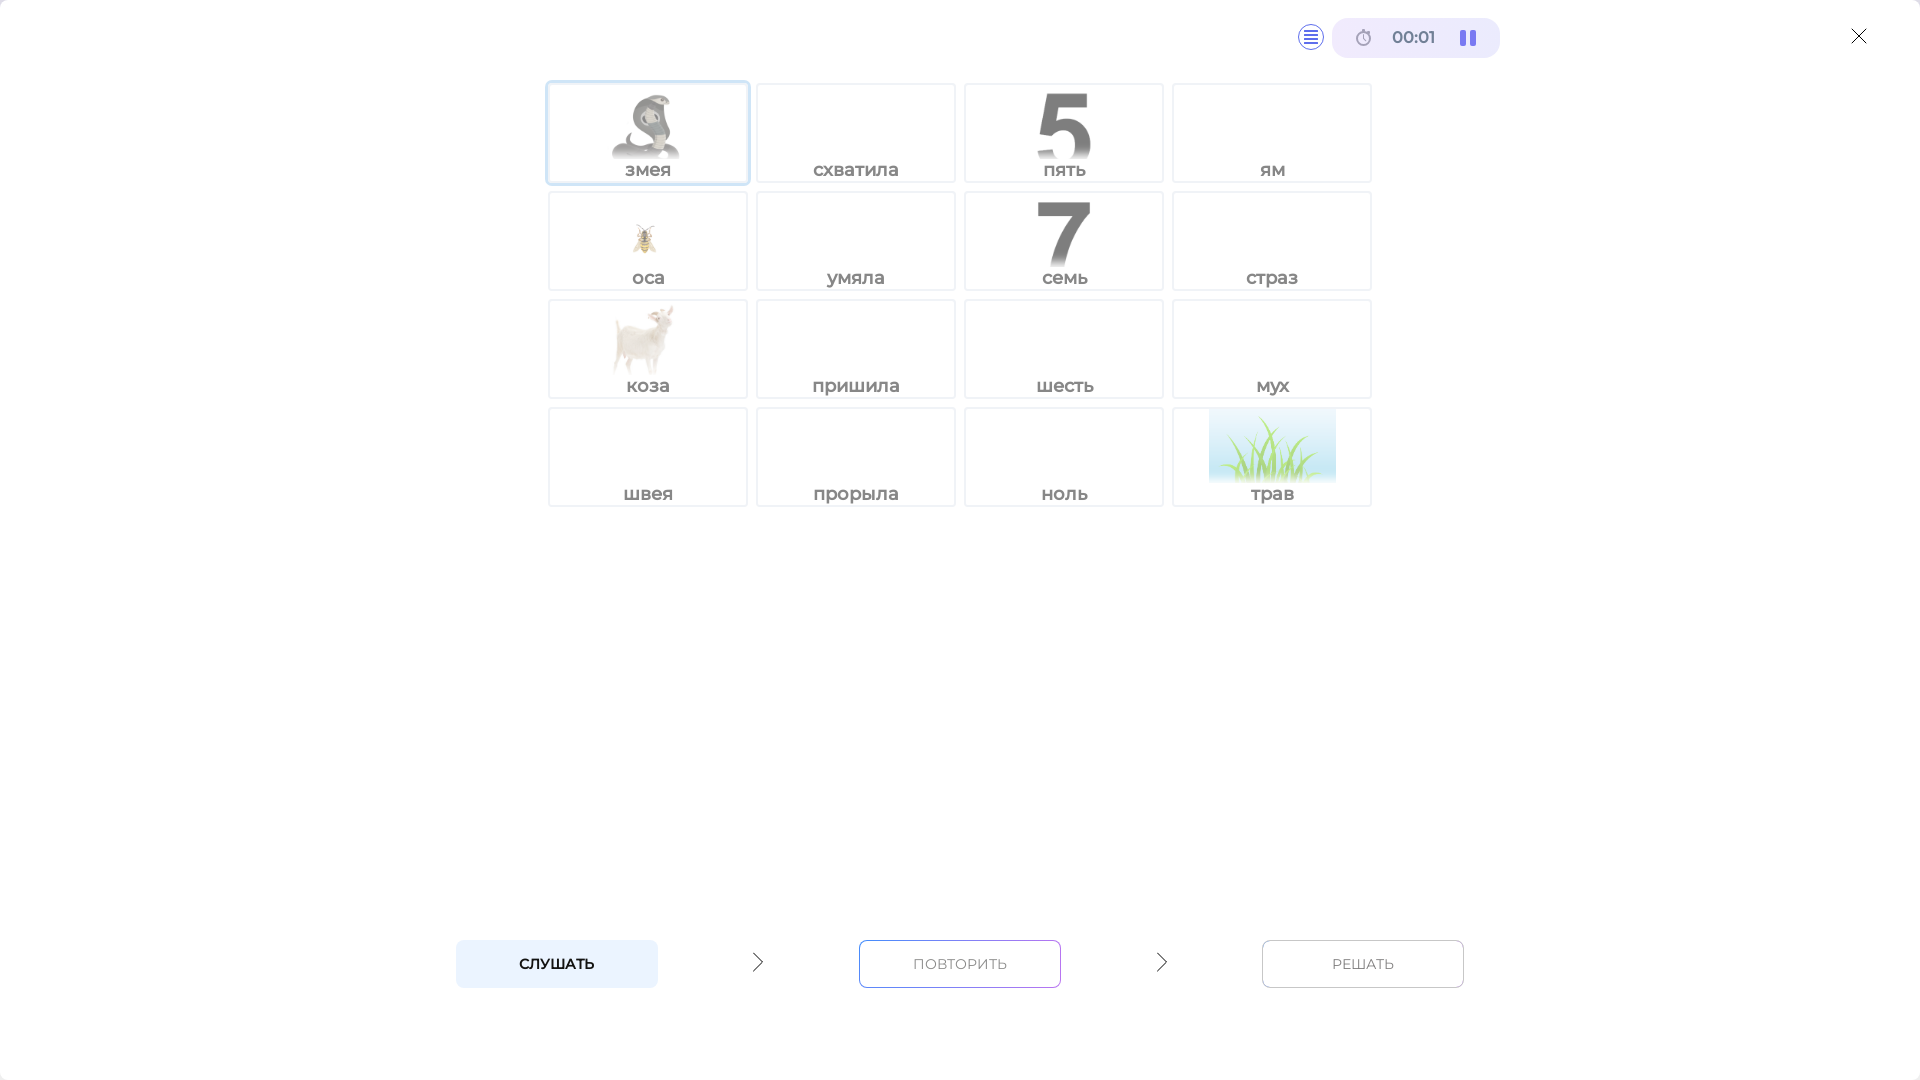 00:01
5
7
змея схватила пять ям
оса умяла семь страз
коза пришила шесть мух
швея прорыла ноль трав
СЛУШАТЬ ПОВТОРИТЬ РЕШАТЬ